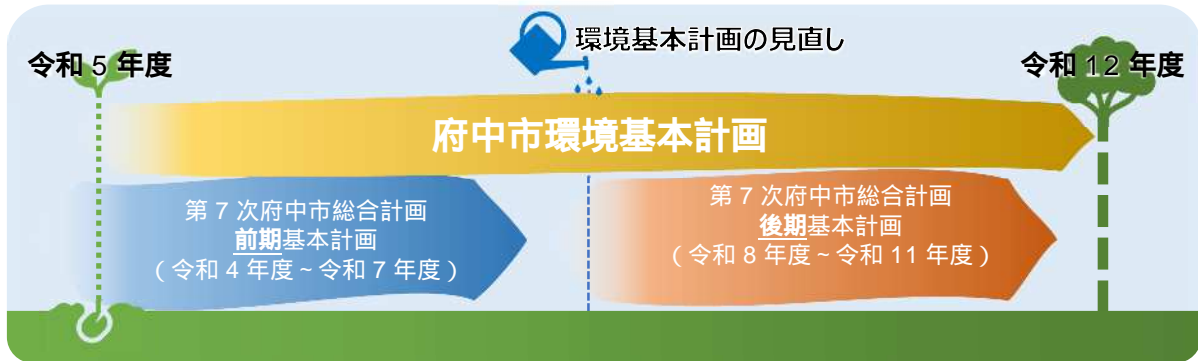 環境基本計画の見直し
令和 5 年度
令和 12 年度
府中市環境基本計画
第 7 次府中市総合計画
前期基本計画
（令和 4 年度 ~ 令和 7 年度）
第 7 次府中市総合計画
後期基本計画
（令和 8 年度 ~ 令和 11 年度）